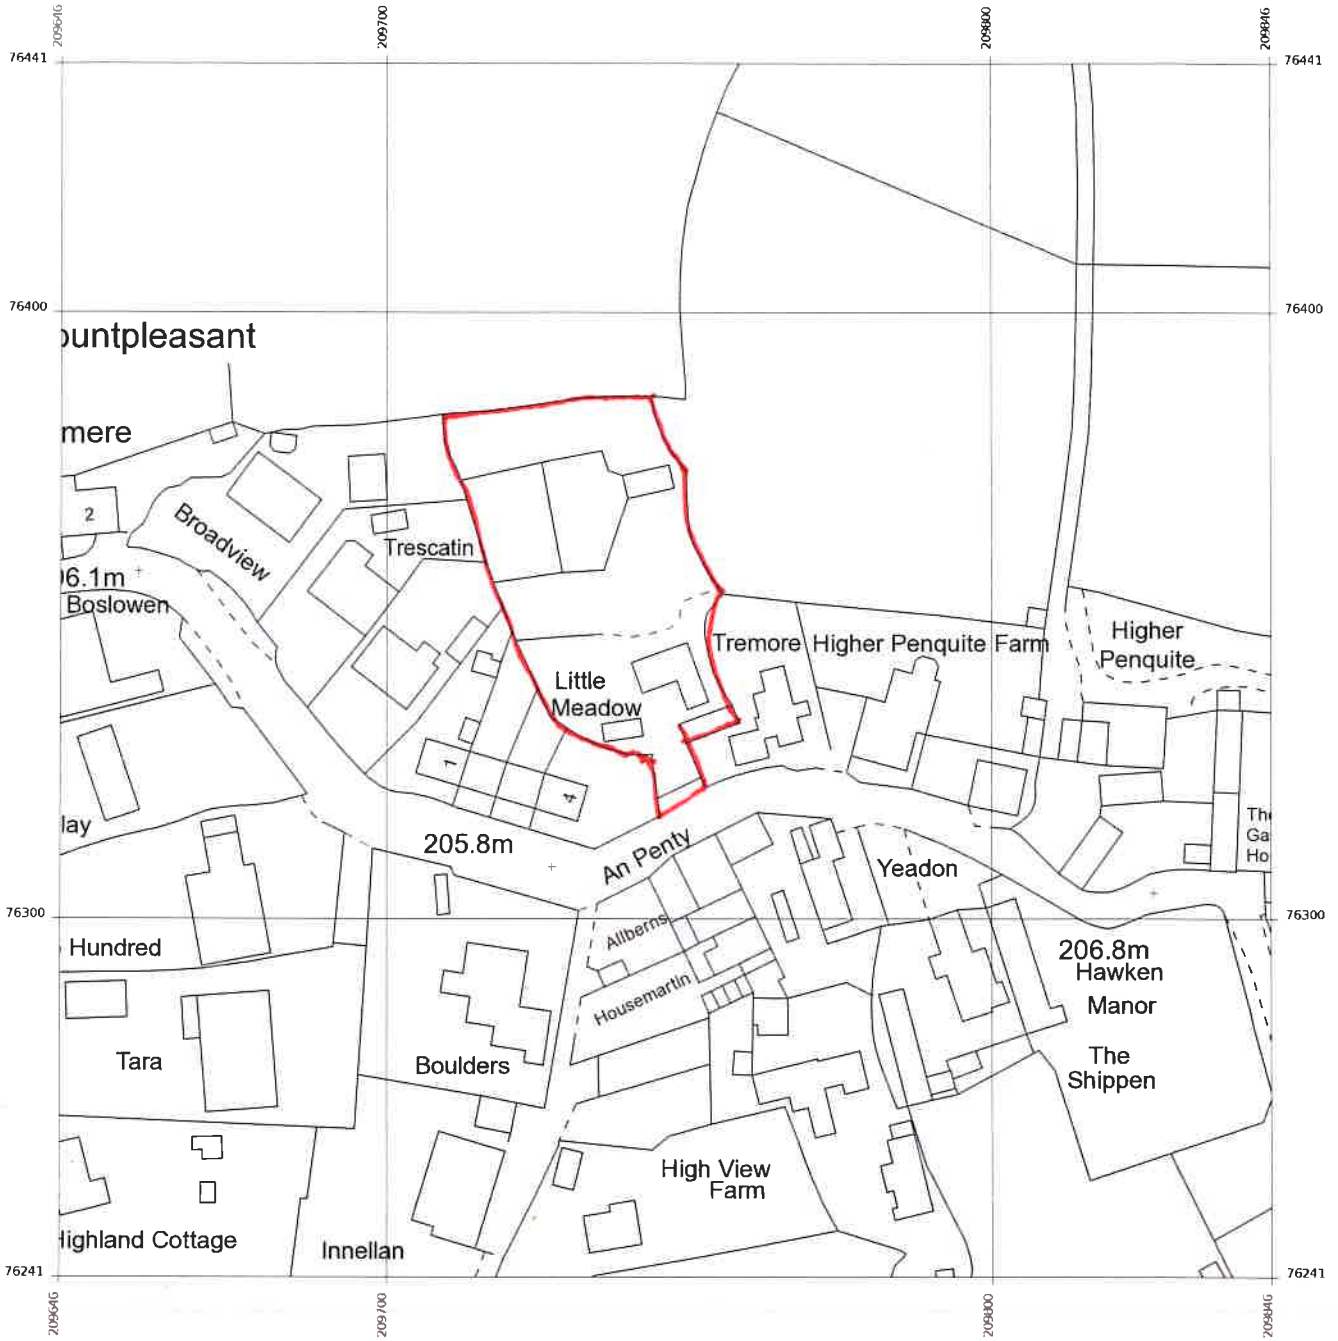 209646
209700
209800
209846
76441
76441
76400
76400
ountpleasant
mere
2
Broadview
Trescatin
06.1m
Boslowen
Tremore
Higher Penquite Farm
Higher
Penquite
Little
Meadow
1
4
lay
205.8m
An Penty
Yeadon
The
Ga
Ho
76300
76300
Allberns
Hundred
206.8m
Hawken
Manor
Housemartin
Tara
Boulders
The
Shippen
High View
Farm
Highland Cottage
Innellan
76241
76241
209646
209700
209800
209846